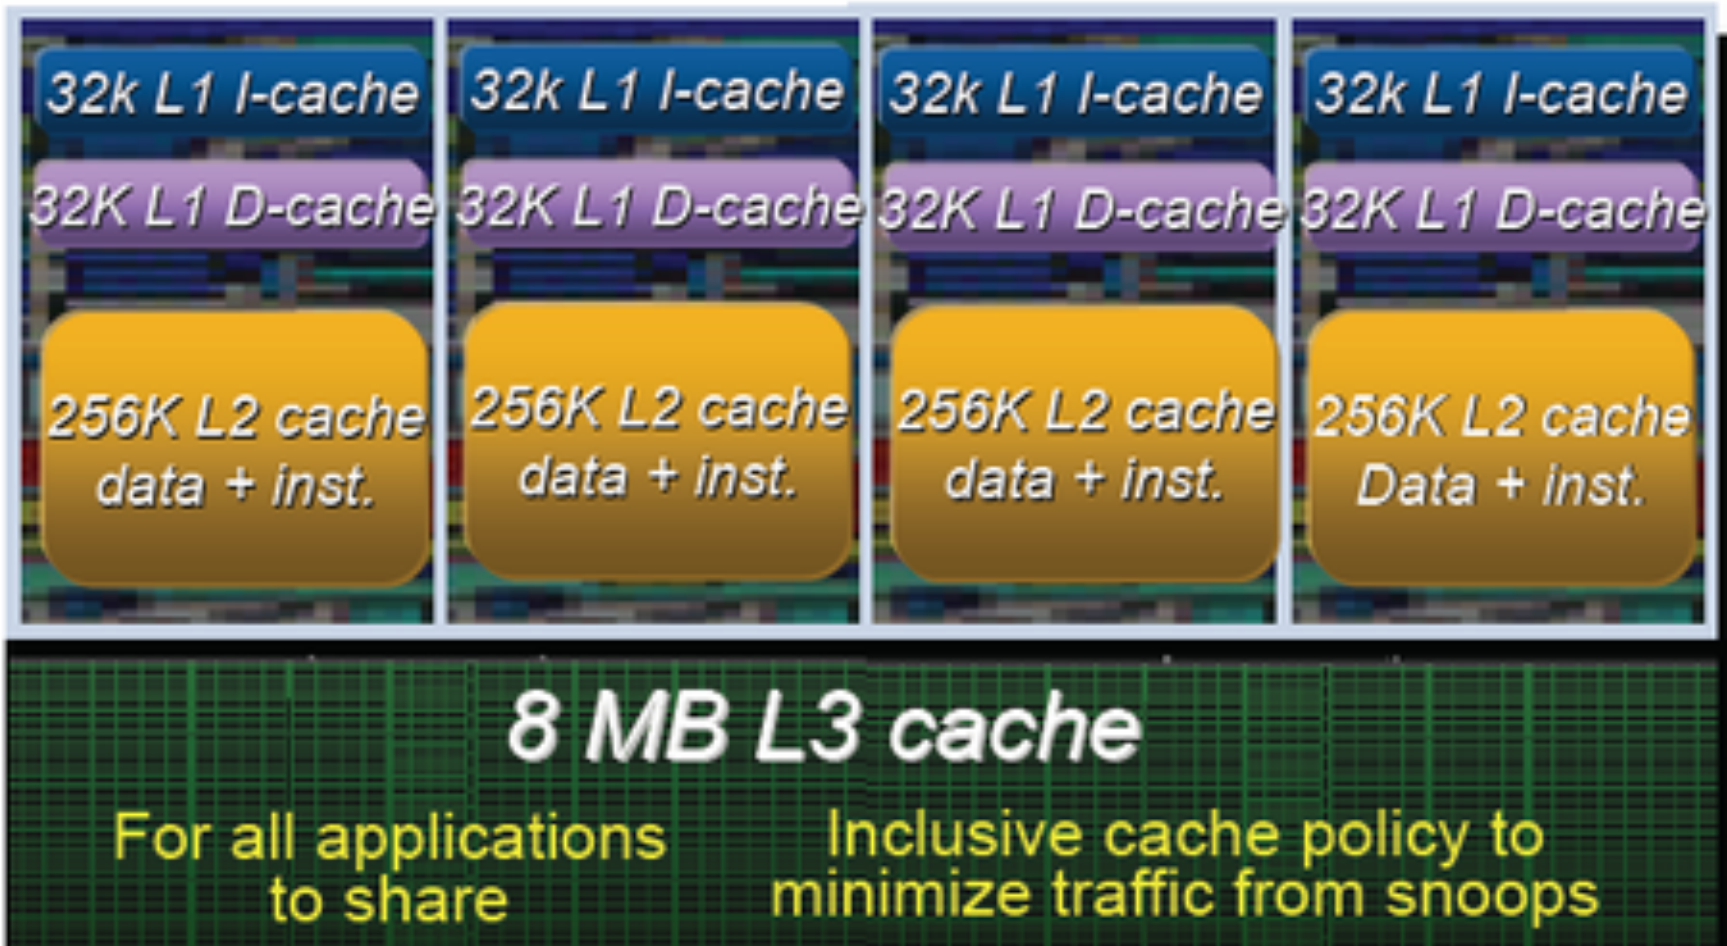 32k L1 I-cache
32K L1 D-cache
256K L2 cache
data + inst.
32k L1 I-cache
32K L1 D-cache
256K L2 cache
data + inst.
32k L1 I-cache
32K L1 D-cache
256K L2 cache
data + inst.
32k L1 I-cache
32K L1 D-cache
256K L2 cache
Data + inst.
8 MB L3 cache
For all applications
to share
Inclusive cache policy to
minimize traffic from snoops